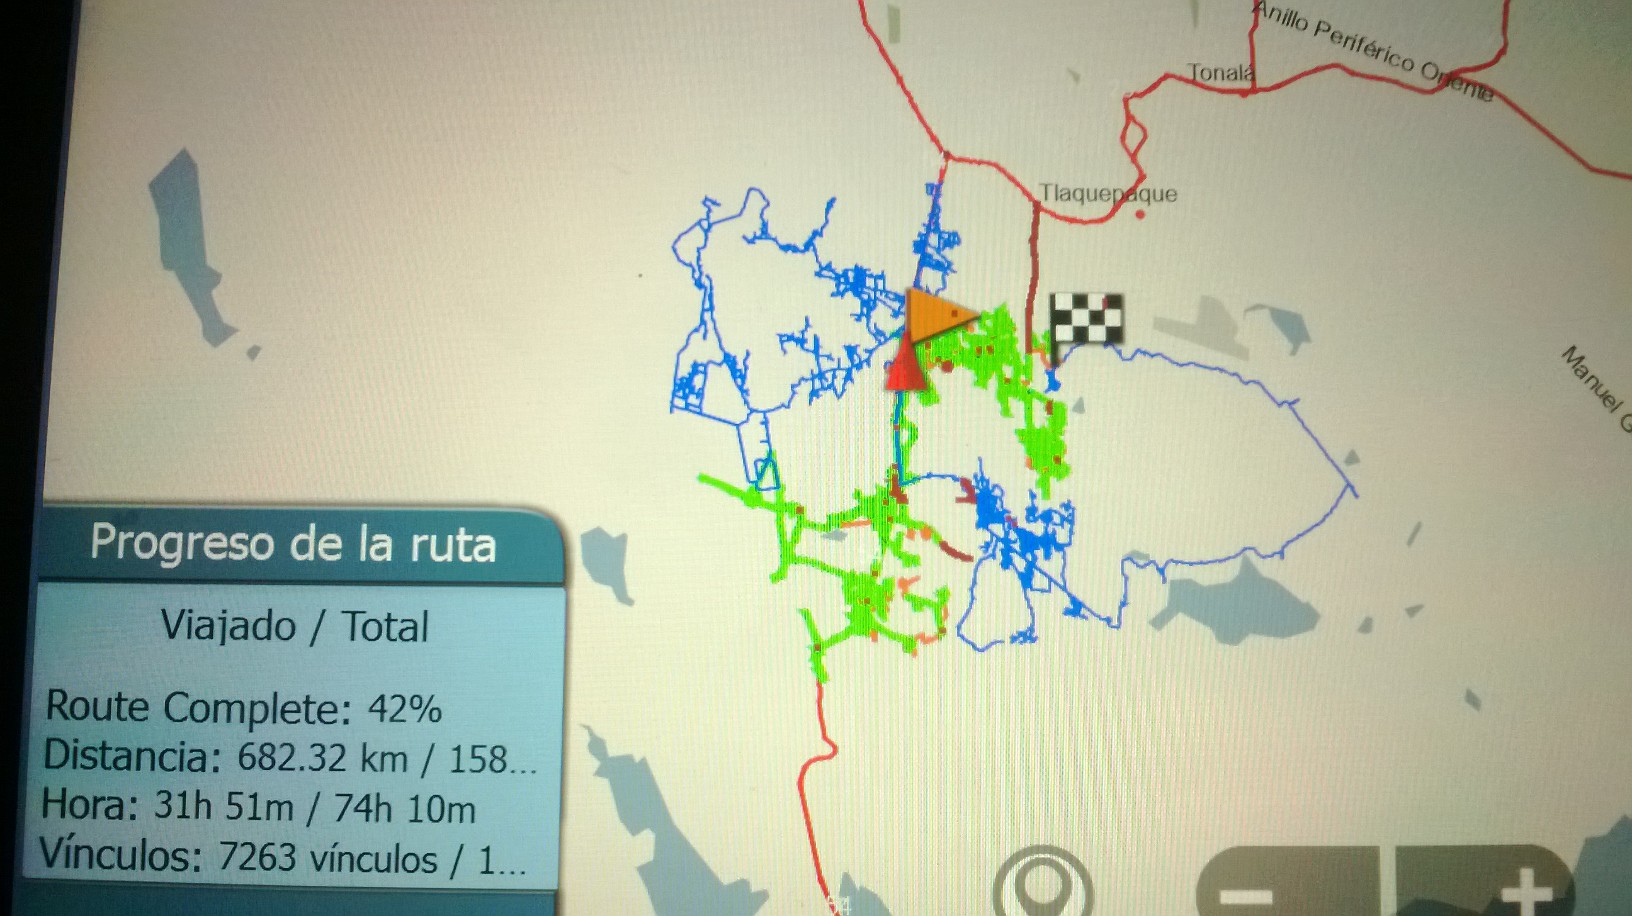 Anillo Periférico Oriente
Tonalá
Tlaquepaque
Manuel G
Progreso de la ruta
Viajado / Total
Route Complete: 42%
Distancia: 682.32 km / 158...
Hora: 31h 51m / 74h 10m
Vínculos: 7263 vínculos / 1...